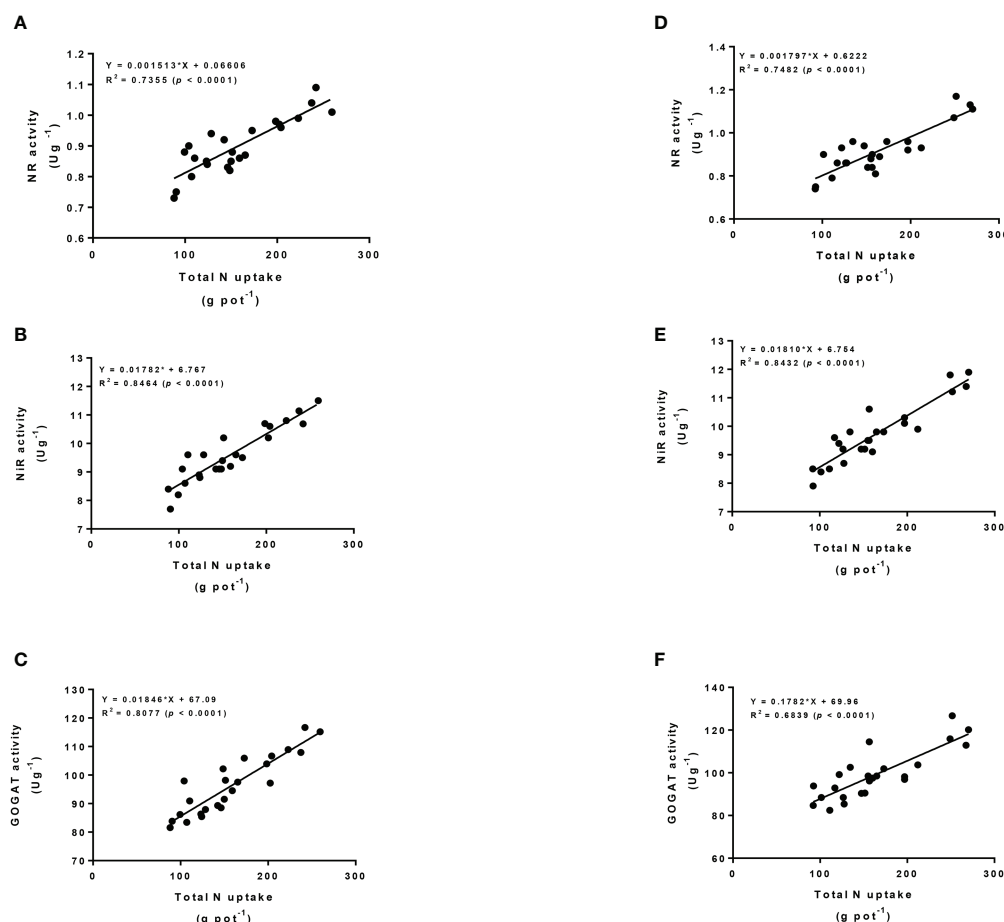 A
Y = 0.001513*X + 0.06606
R² = 0.7355 (p < 0.0001)
1.2
1.1
1.0
0.9
0.8
0.7
0.6
NR actvity
(Ug⁻¹)
0 100 200 300
Total N uptake
(g pot⁻¹)
D
Y = 0.001797*X + 0.6222
R² = 0.7482 (p < 0.0001)
1.4
1.2
1.0
0.8
0.6
NR actvity
(Ug⁻¹)
0 100 200 300
Total N uptake
(g pot⁻¹)
B
Y = 0.01782* + 6.767
R² = 0.8464 (p < 0.0001)
13
12
11
10
9
8
7
NiR activity
(Ug⁻¹)
0 100 200 300
Total N uptake
(g pot⁻¹)
E
Y = 0.01810*X + 6.754
R² = 0.8432 (p < 0.0001)
13
12
11
10
9
8
7
NiR activity
(Ug⁻¹)
0 100 200 300
Total N uptake
(g pot⁻¹)
C
Y = 0.01846*X + 67.09
R² = 0.8077 (p < 0.0001)
130
120
110
100
90
80
70
GOGAT activity
(Ug⁻¹)
0 100 200 300
Total N uptake
(g pot⁻¹)
F
Y = 0.1782*X + 69.96
R² = 0.6839 (p < 0.0001)
140
120
100
80
60
GOGAT activity
(Ug⁻¹)
0 100 200 300
Total N uptake
(g pot⁻¹)